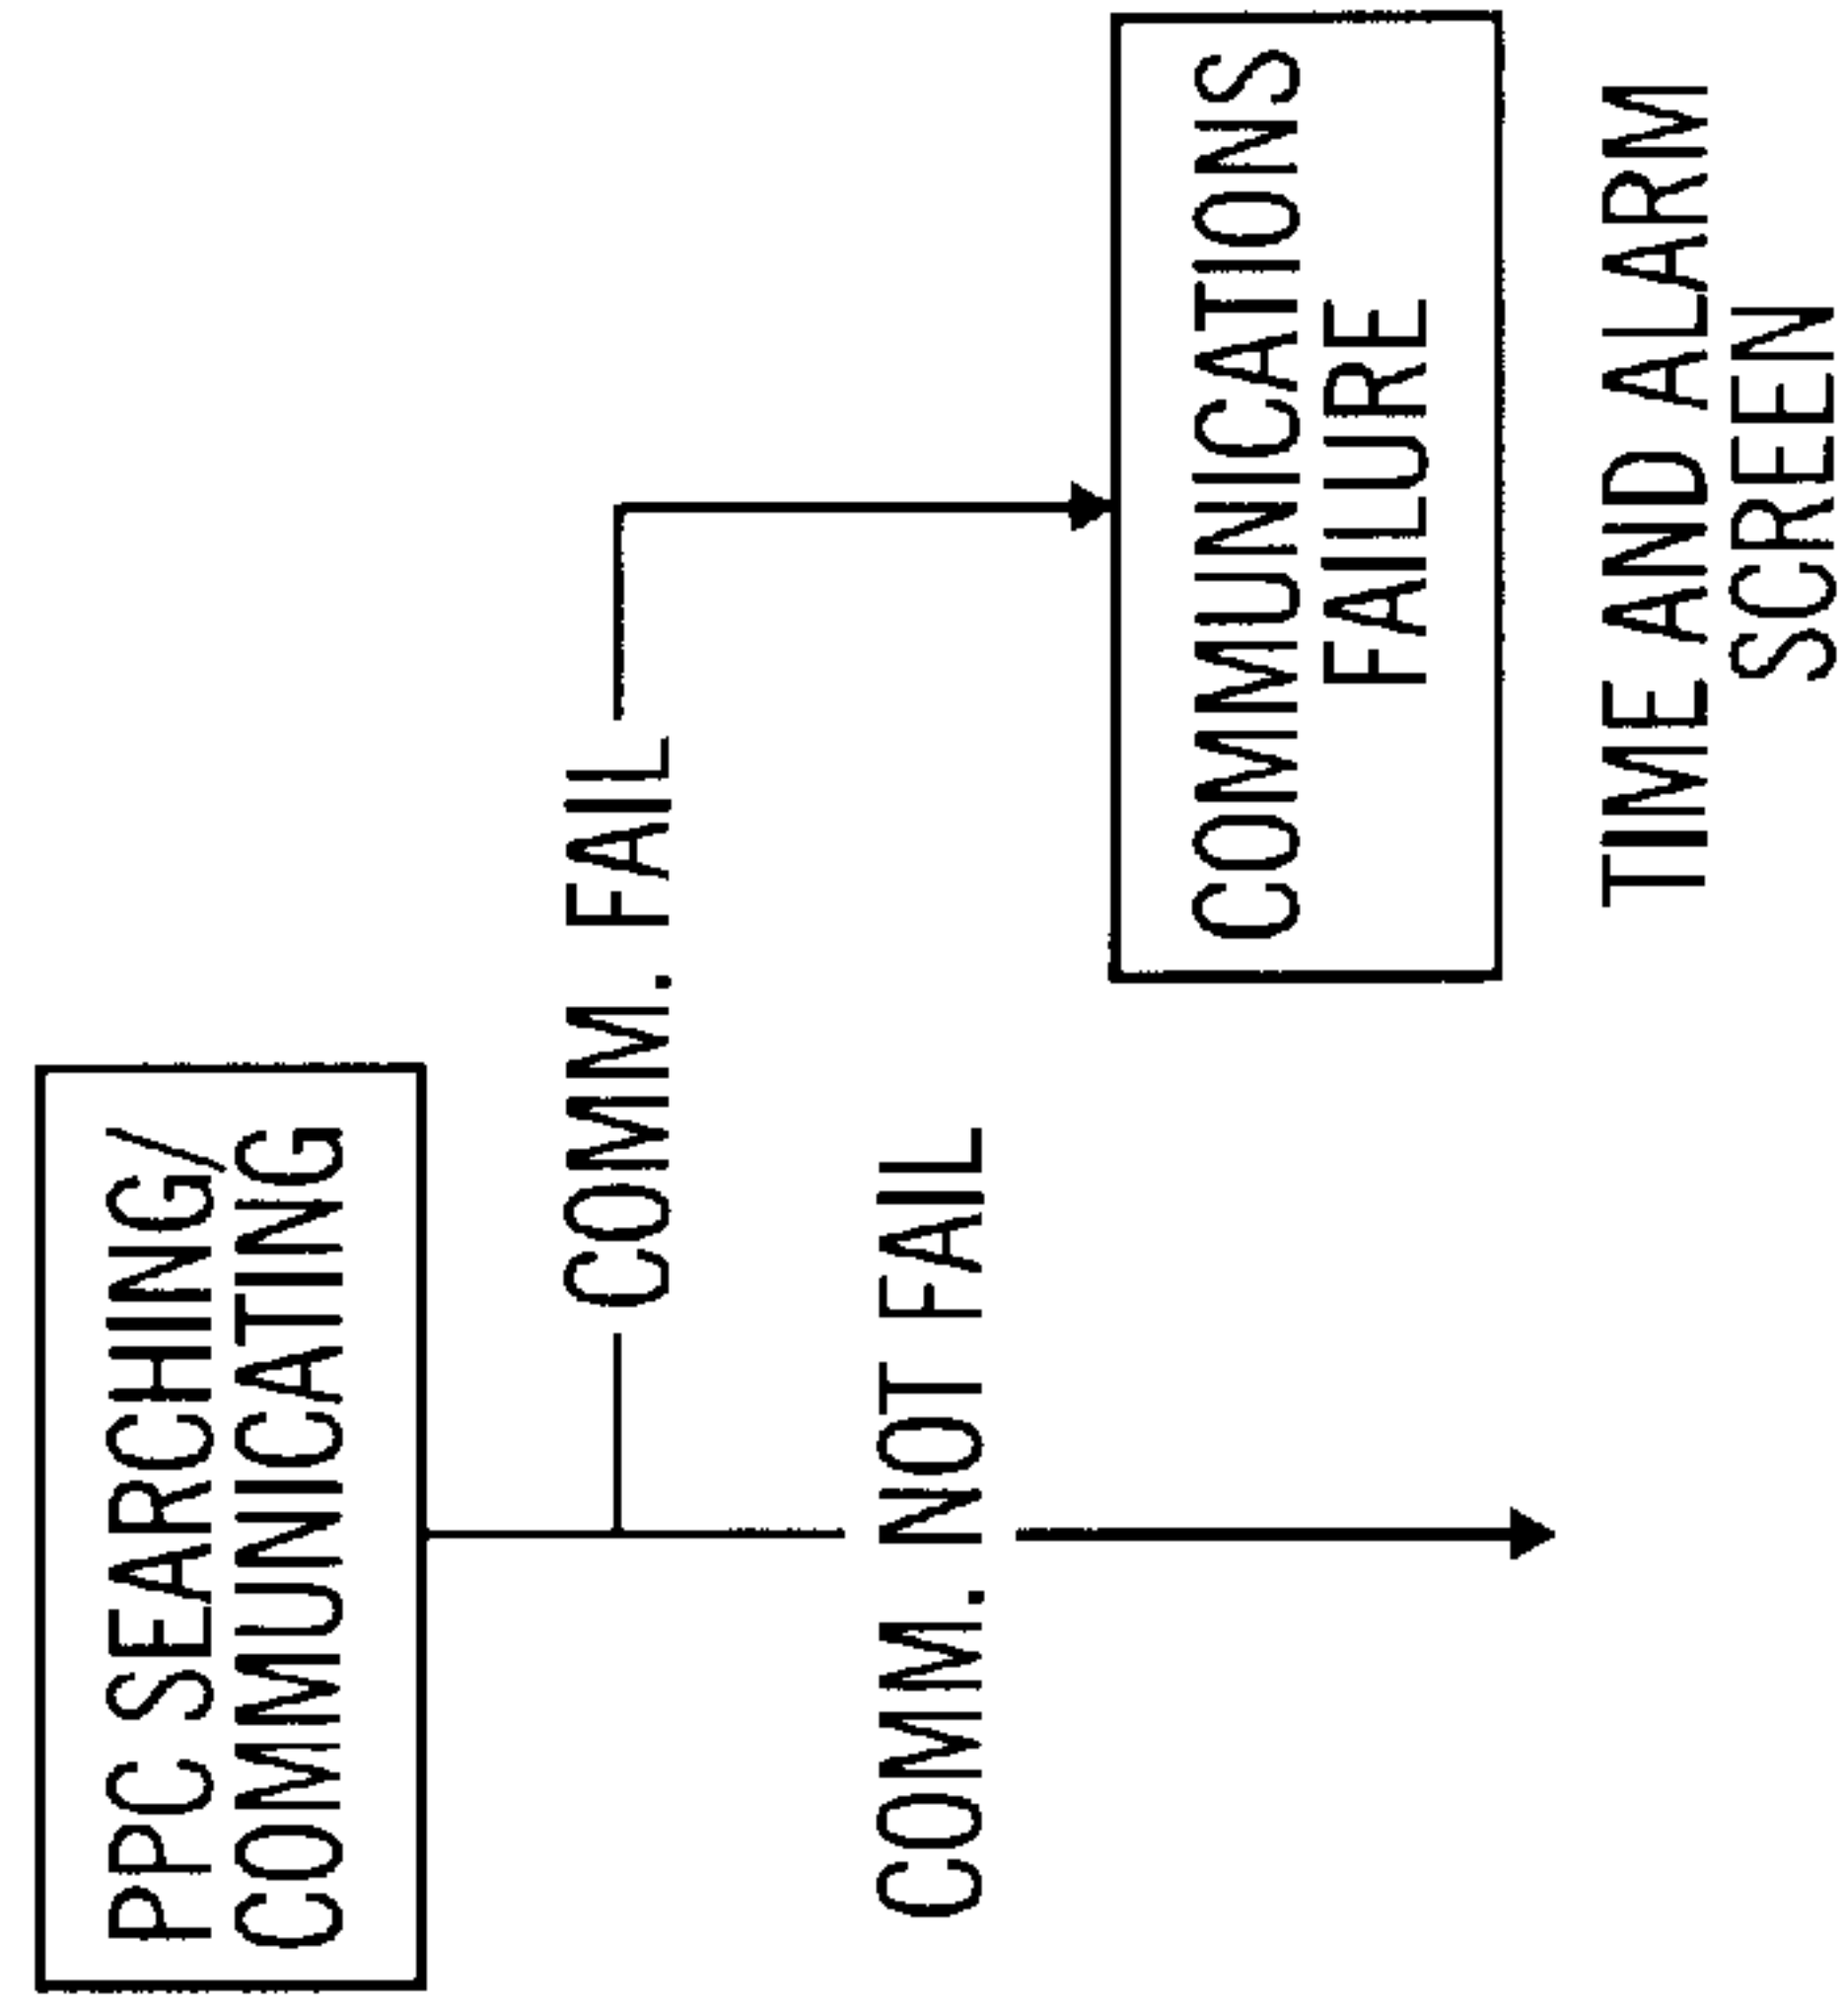 PPC SEARCHING/
COMMUNICATING
COMM. FAIL
COMM. NOT FAIL
COMMUNICATIONS
FAILURE
TIME AND ALARM
SCREEN